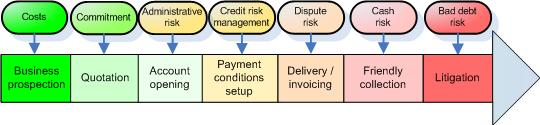 Costs
Commitment
Administrative
risk
Credit risk
management
Dispute
risk
Cash
risk
Bad debt
risk
Business
prospection
Quotation
Account
opening
Payment
conditions
setup
Delivery /
invoicing
Friendly
collection
Litigation